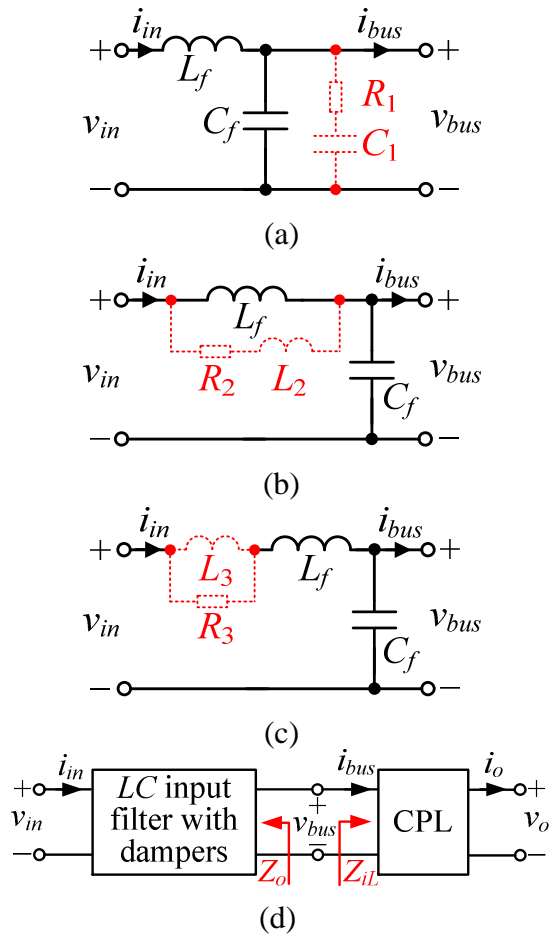 + i_in i_bus +
L_f
R_1
v_in C_f v_bus
C_1
− −
(a)
+ i_in i_bus +
L_f
v_in R_2 L_2 v_bus
C_f
− −
(b)
+ i_in i_bus +
L_3 L_f
v_in R_3 v_bus
C_f
− −
(c)
i_in i_bus i_o
+ LC input + +
v_in filter with v_bus CPL v_o
− dampers Z_o − Z_iL −
(d)